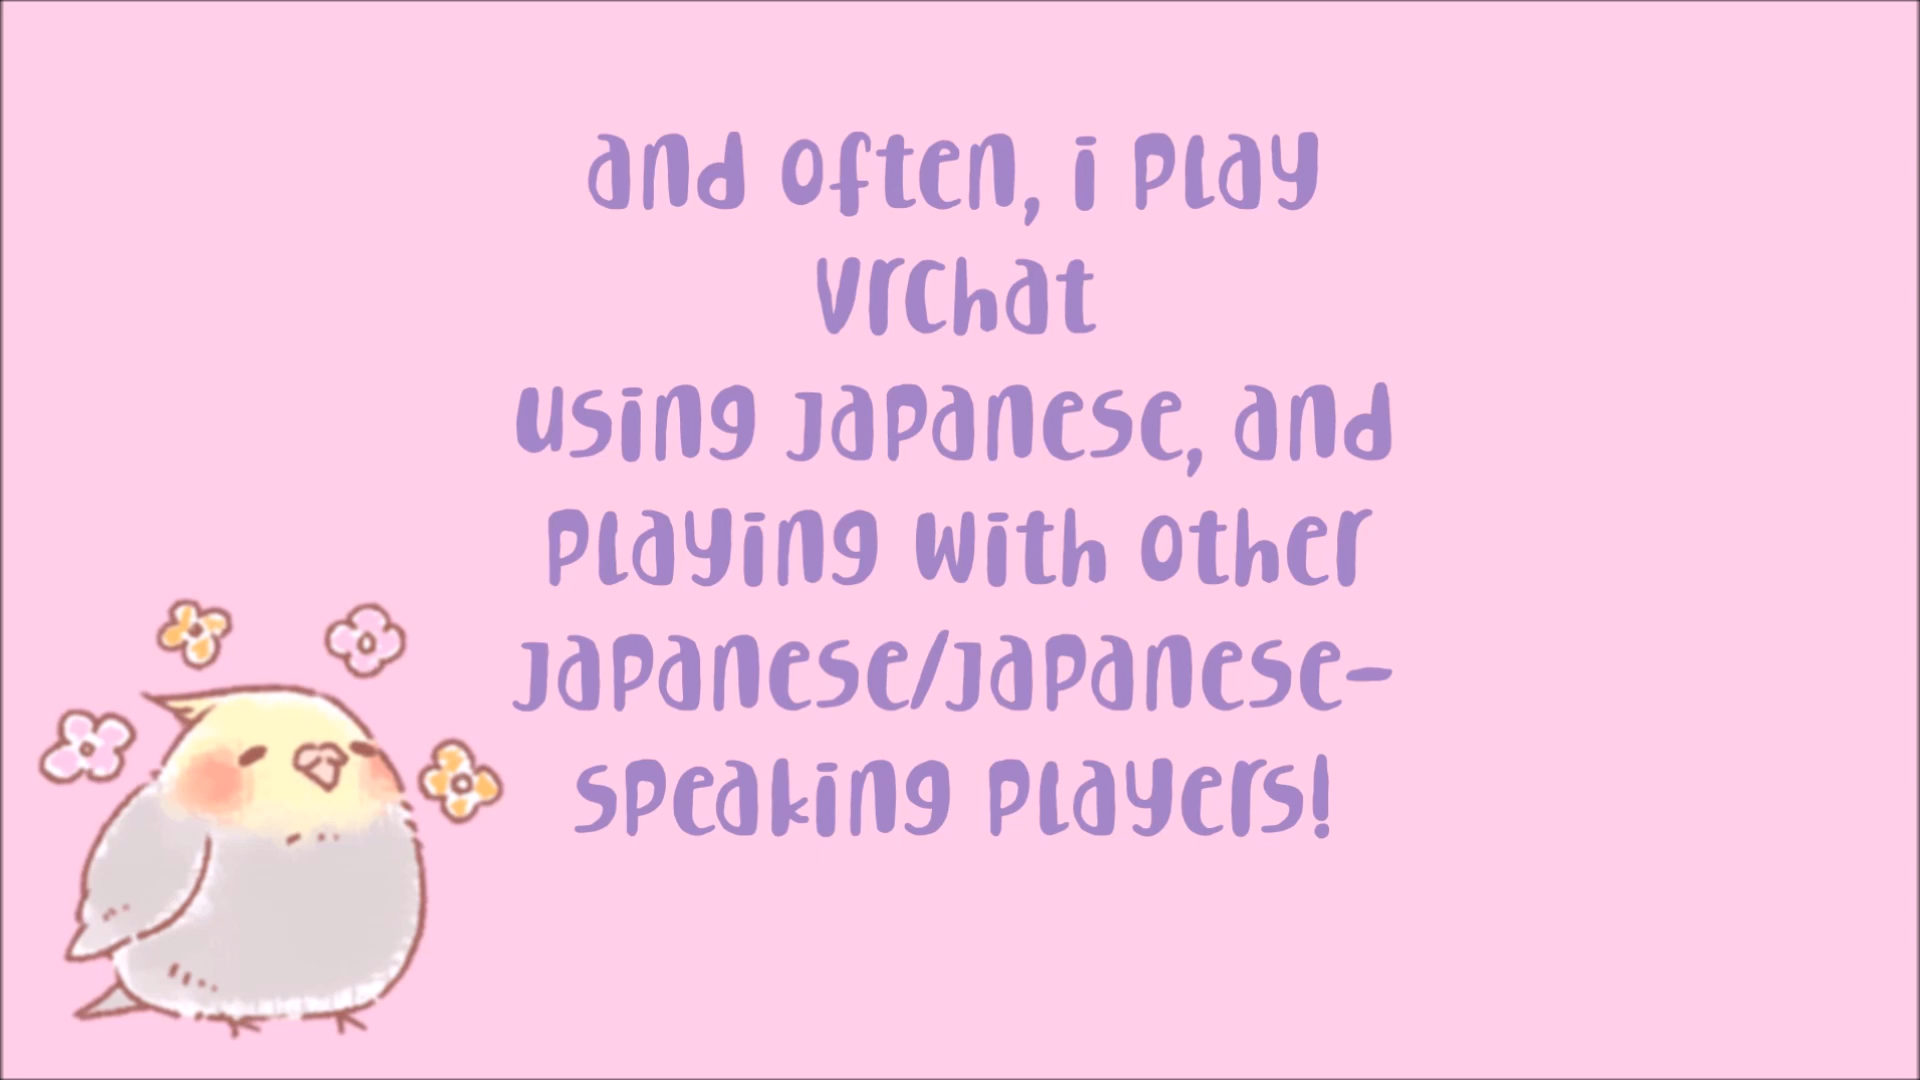 and often, i play
vrchat
using japanese, and
playing with other
japanese/japanese-
speaking players!